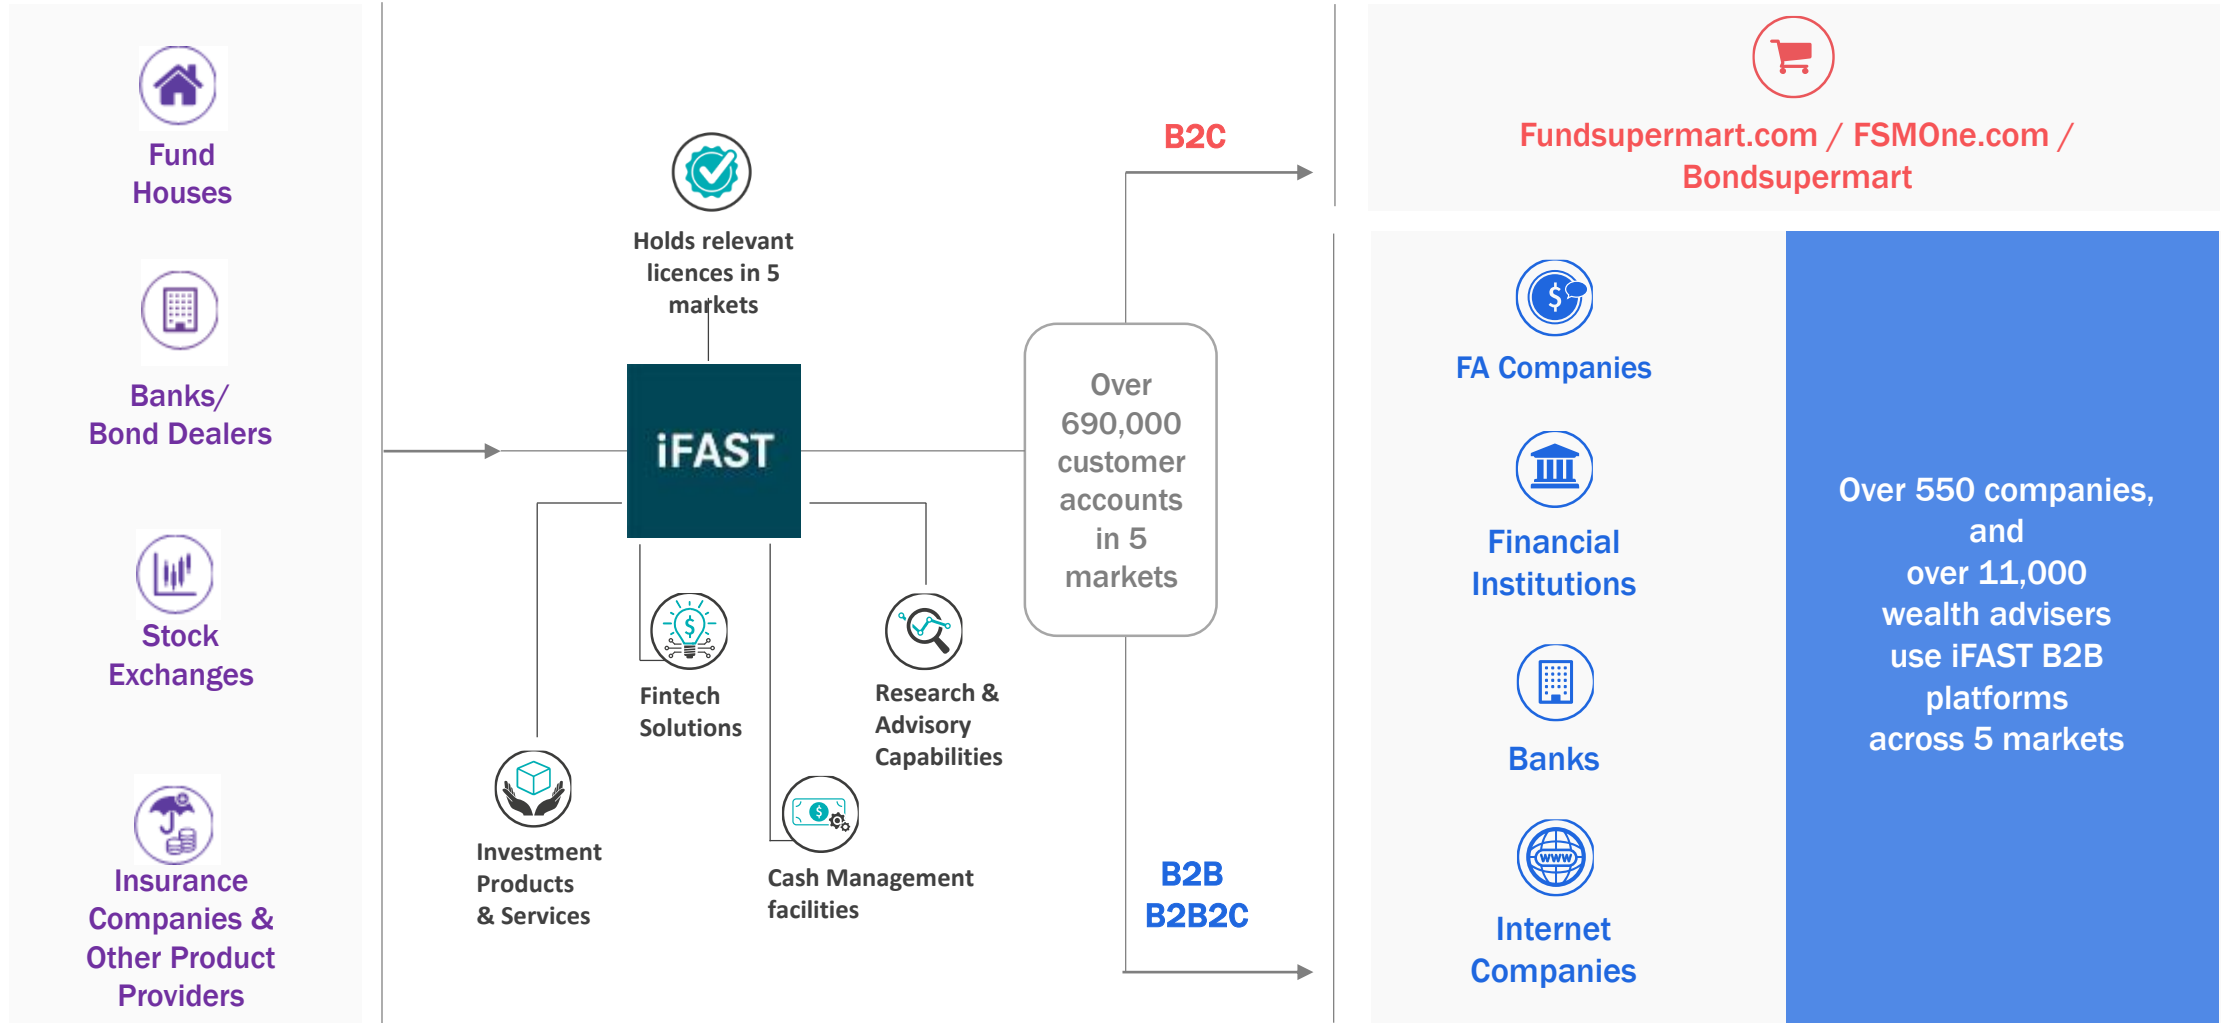 Fund
Houses
Banks/
Bond Dealers
Stock
Exchanges
Insurance
Companies &
Other Product
Providers
Holds relevant
licences in 5
markets
iFAST
Fintech
Solutions
Research &
Advisory
Capabilities
Investment
Products
& Services
Cash Management
facilities
Over
690,000
customer
accounts
in 5
markets
B2C
B2B
B2B2C
Fundsupermart.com / FSMOne.com /
Bondsupermart
FA Companies
Financial
Institutions
Banks
WWW
Internet
Companies
Over 550 companies,
and
over 11,000
wealth advisers
use iFAST B2B
platforms
across 5 markets